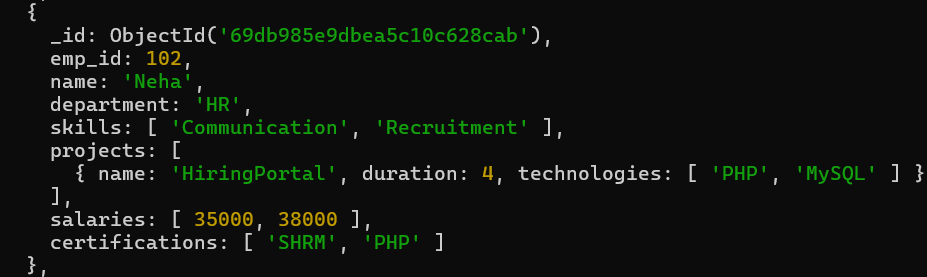 {
_id: ObjectId('69db985e9dbea5c10c628cab'),
emp_id: 102,
name: 'Neha',
department: 'HR',
skills: [ 'Communication', 'Recruitment' ],
projects: [
{ name: 'HiringPortal', duration: 4, technologies: [ 'PHP', 'MySQL' ] }
],
salaries: [ 35000, 38000 ],
certifications: [ 'SHRM', 'PHP' ]
},